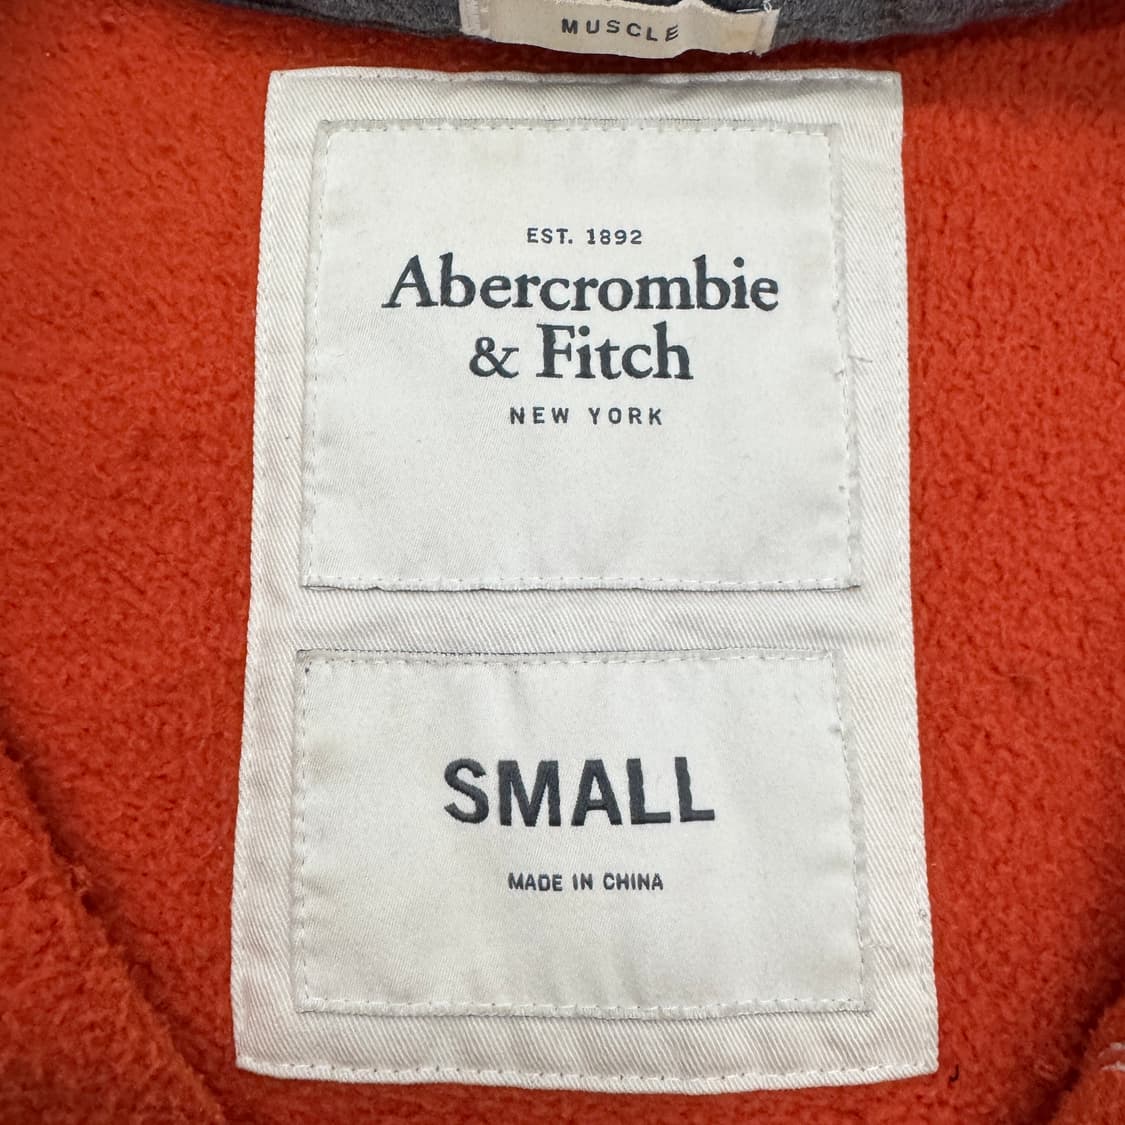 MUSCLE
EST. 1892
Abercrombie
& Fitch
NEW YORK
SMALL
MADE IN CHINA